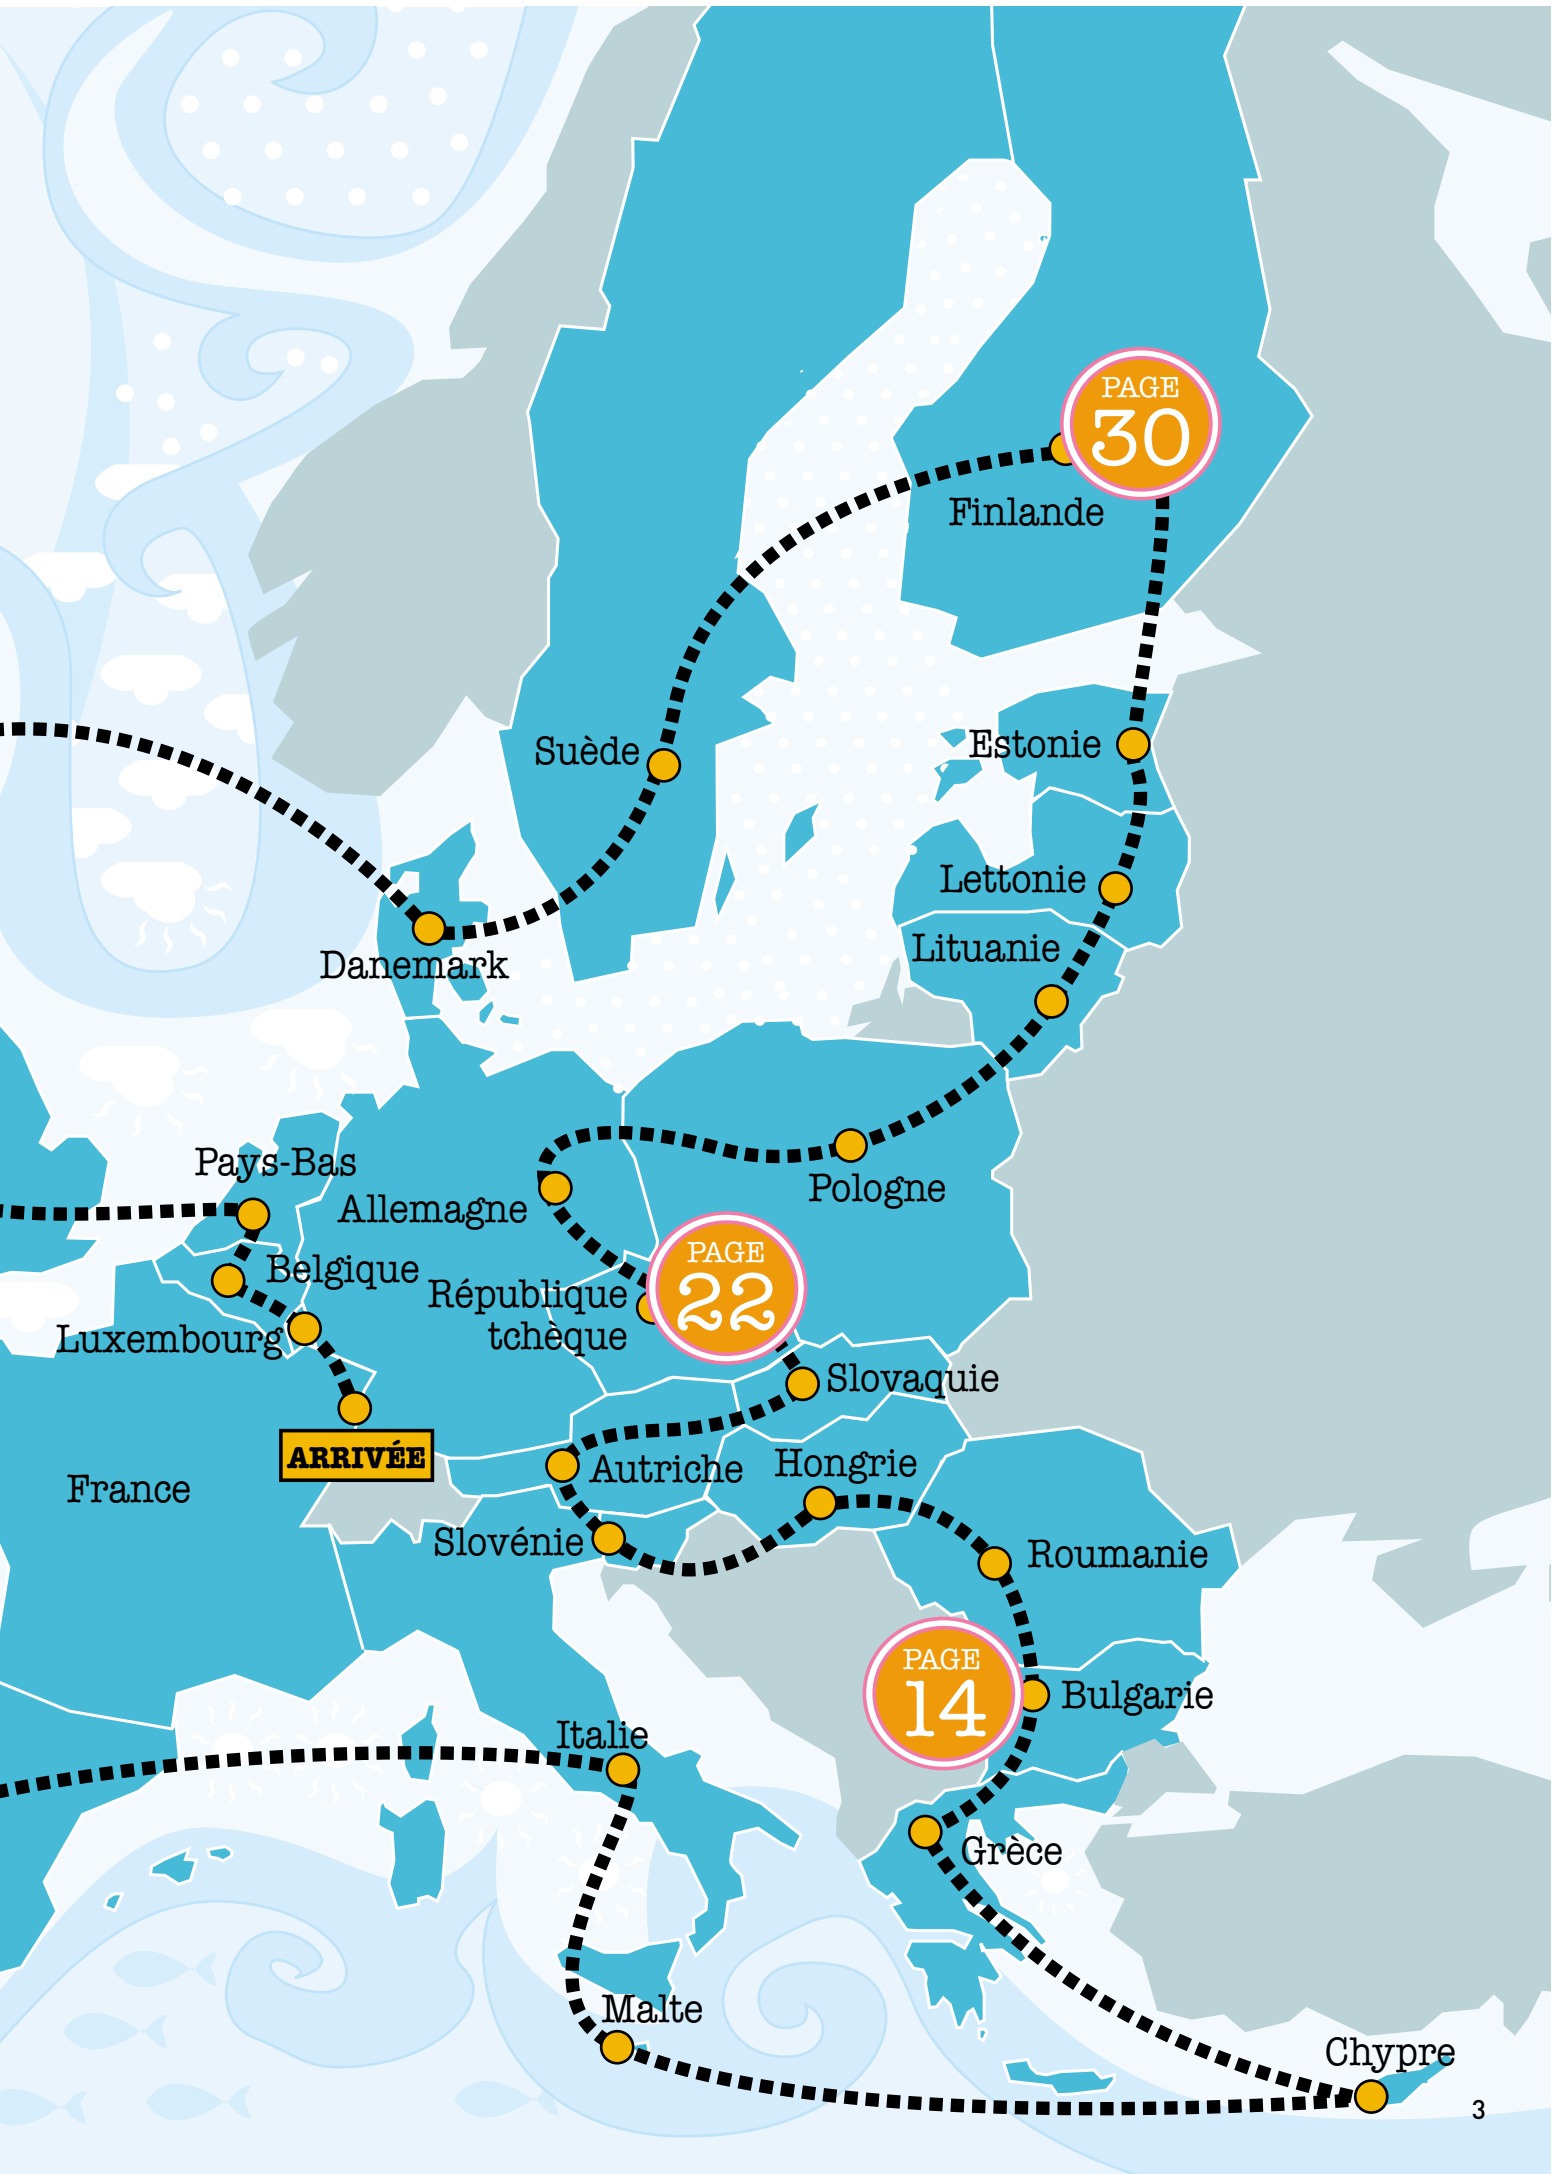 PAGE
30
Finlande
Suède
Estonie
Lettonie
Lituanie
Danemark
Pays-Bas
Pologne
Allemagne
PAGE
22
Belgique
République
tchèque
Luxembourg
Slovaquie
ARRIVÉE
France
Autriche
Hongrie
Slovénie
Roumanie
PAGE
14
Bulgarie
Italie
Grèce
Malte
Chypre
3